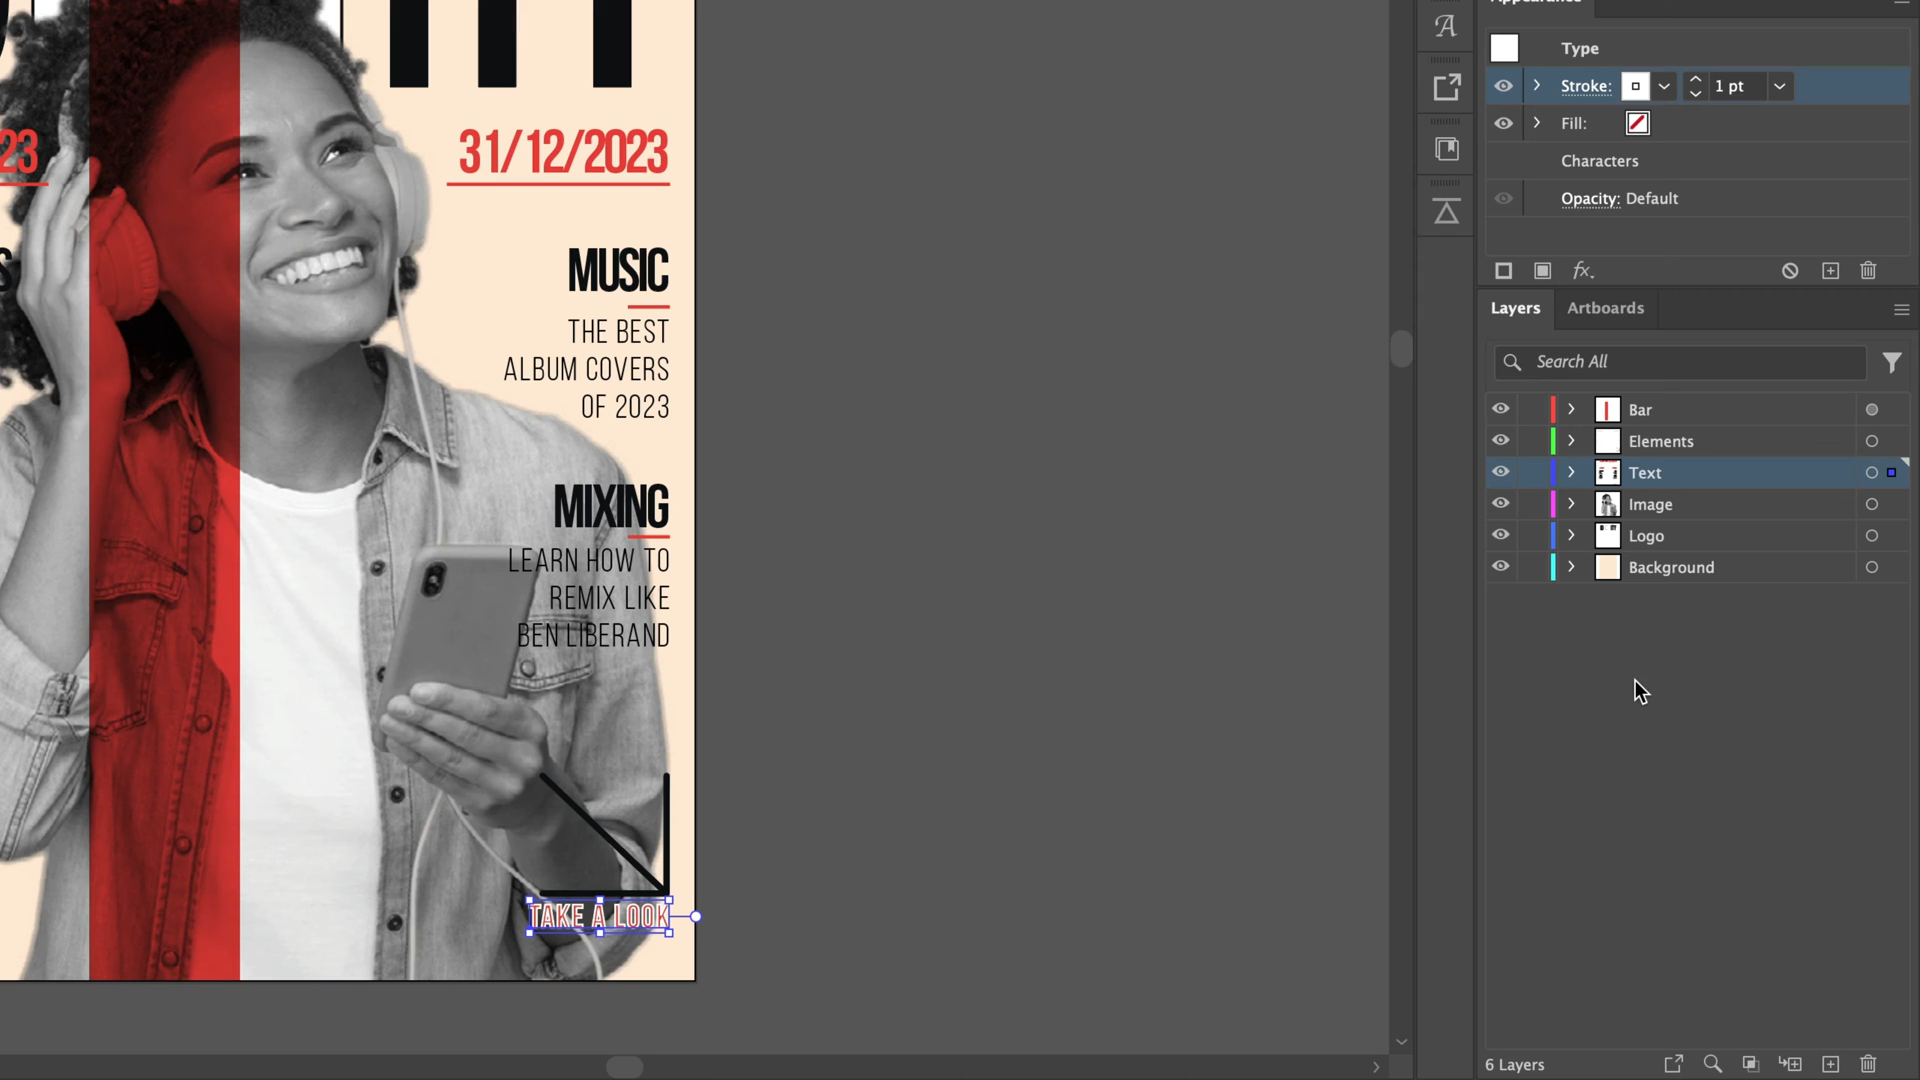 Appearance
Type
Stroke:
1 pt
Fill:
Characters
Opacity: Default
fx.
Layers
Artboards
Search All
Bar
Elements
Text
Image
Logo
Background
6 Layers
A
23
S
31/12/2023
MUSIC
THE BEST
ALBUM COVERS
OF 2023
MIXING
LEARN HOW TO
REMIX LIKE
BEN LIBERAND
TAKE A LOOK